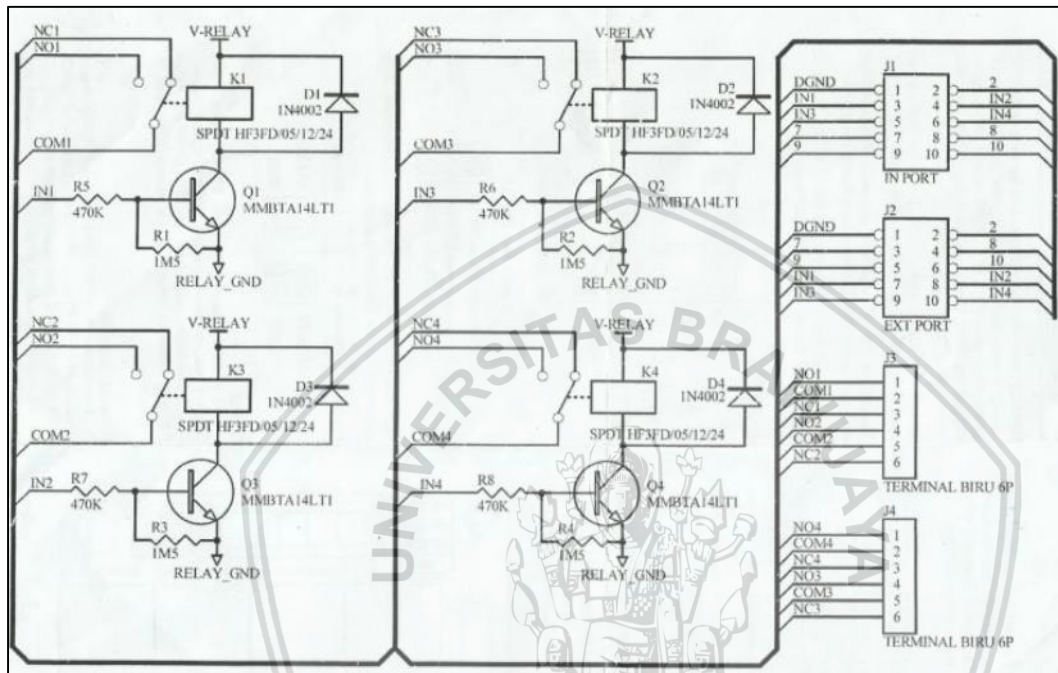 NC1
NO1
COM1
V-RELAY
K1
D1
1N4002
SPDT HF3FD/05/12/24
IN1
R5
470K
Q1
MMBTA14LT1
R1
1M5
RELAY_GND
NC3
NO3
COM3
V-RELAY
K2
D2
1N4002
SPDT HF3FD/05/12/24
IN3
R6
470K
Q2
MMBTA14LT1
R2
1M5
RELAY_GND
NC2
NO2
COM2
V-RELAY
K3
D3
1N4002
SPDT HF3FD/05/12/24
IN2
R7
470K
Q3
MMBTA14LT1
R3
1M5
RELAY_GND
NC4
NO4
COM4
V-RELAY
K4
D4
1N4002
SPDT HF3FD/05/12/24
IN4
R8
470K
Q4
MMBTA14LT1
R4
1M5
RELAY_GND
J1
DGND 1 2 2
IN1 3 4 IN2
IN3 5 6 IN4
7 7 8 8
9 9 10 10
IN PORT
J2
DGND 1 2 2
7 3 4 8
9 5 6 10
IN1 7 8 IN2
IN3 9 10 IN4
EXT PORT
J3
NO1 1
COM1 2
NC1 3
NO2 4
COM2 5
NC2 6
TERMINAL BIRU 6P
J4
NO4 1
COM4 2
NC4 3
NO3 4
COM3 5
NC3 6
TERMINAL BIRU 6P
UNIVERSITAS BRAWIJAYA